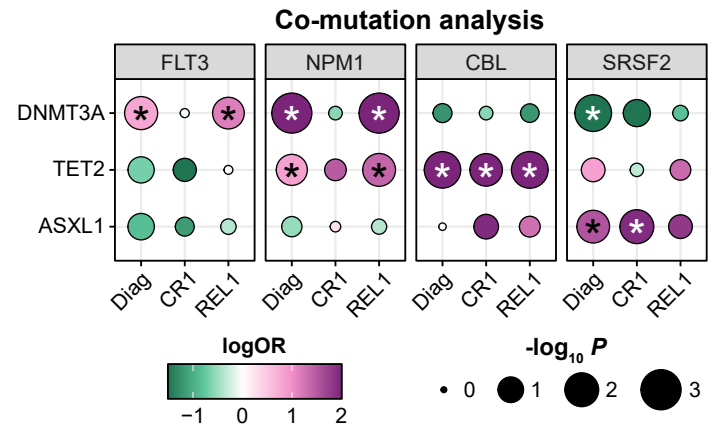 Co-mutation analysis
FLT3 NPM1 CBL SRSF2
DNMT3A * * * * *
TET2 * * * * *
ASXL1 * *
Diag CR1 REL1 Diag CR1 REL1 Diag CR1 REL1 Diag CR1 REL1
logOR -log10 P
0 1 2 3
−1 0 1 2